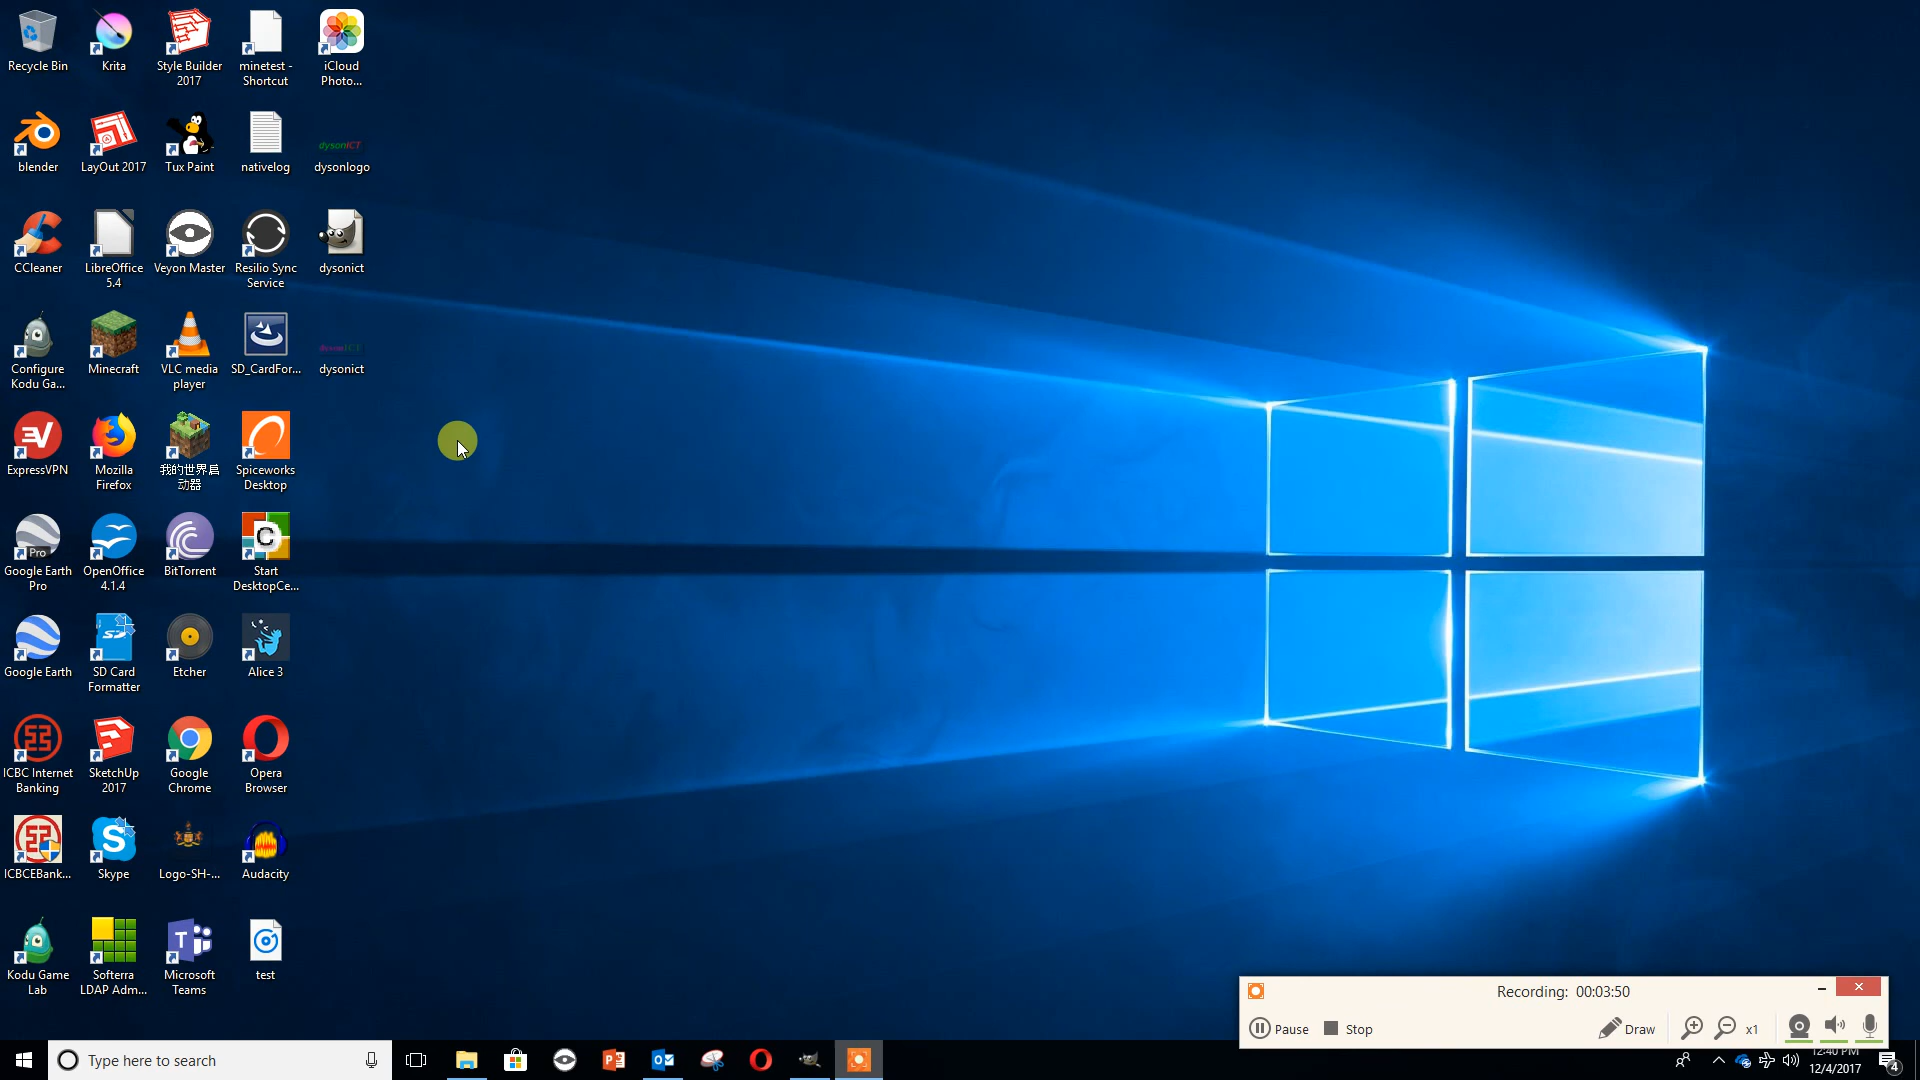 Recycle Bin
Krita
Style Builder
2017
minetest -
Shortcut
iCloud
Photo...
blender
LayOut 2017
Tux Paint
nativelog
dysonICT
dysonlogo
CCleaner
LibreOffice
5.4
Veyon Master
Resilio Sync
Service
dysonict
Configure
Kodu Ga...
Minecraft
VLC media
player
SD_CardFor...
dysonICT
dysonict
ExpressVPN
Mozilla
Firefox
我的世界启
动器
Spiceworks
Desktop
Pro
Google Earth
Pro
OpenOffice
4.1.4
BitTorrent
C
Start
DesktopCe...
Google Earth
SD
SD Card
Formatter
Etcher
Alice 3
ICBC Internet
Banking
SketchUp
2017
Google
Chrome
Opera
Browser
ICBCEBank...
Skype
Logo-SH-...
Audacity
Kodu Game
Lab
Softerra
LDAP Adm...
Microsoft
Teams
test
Recording: 00:03:50
Pause
Stop
Draw
x1
Type here to search
12:40 PM
12/4/2017
4